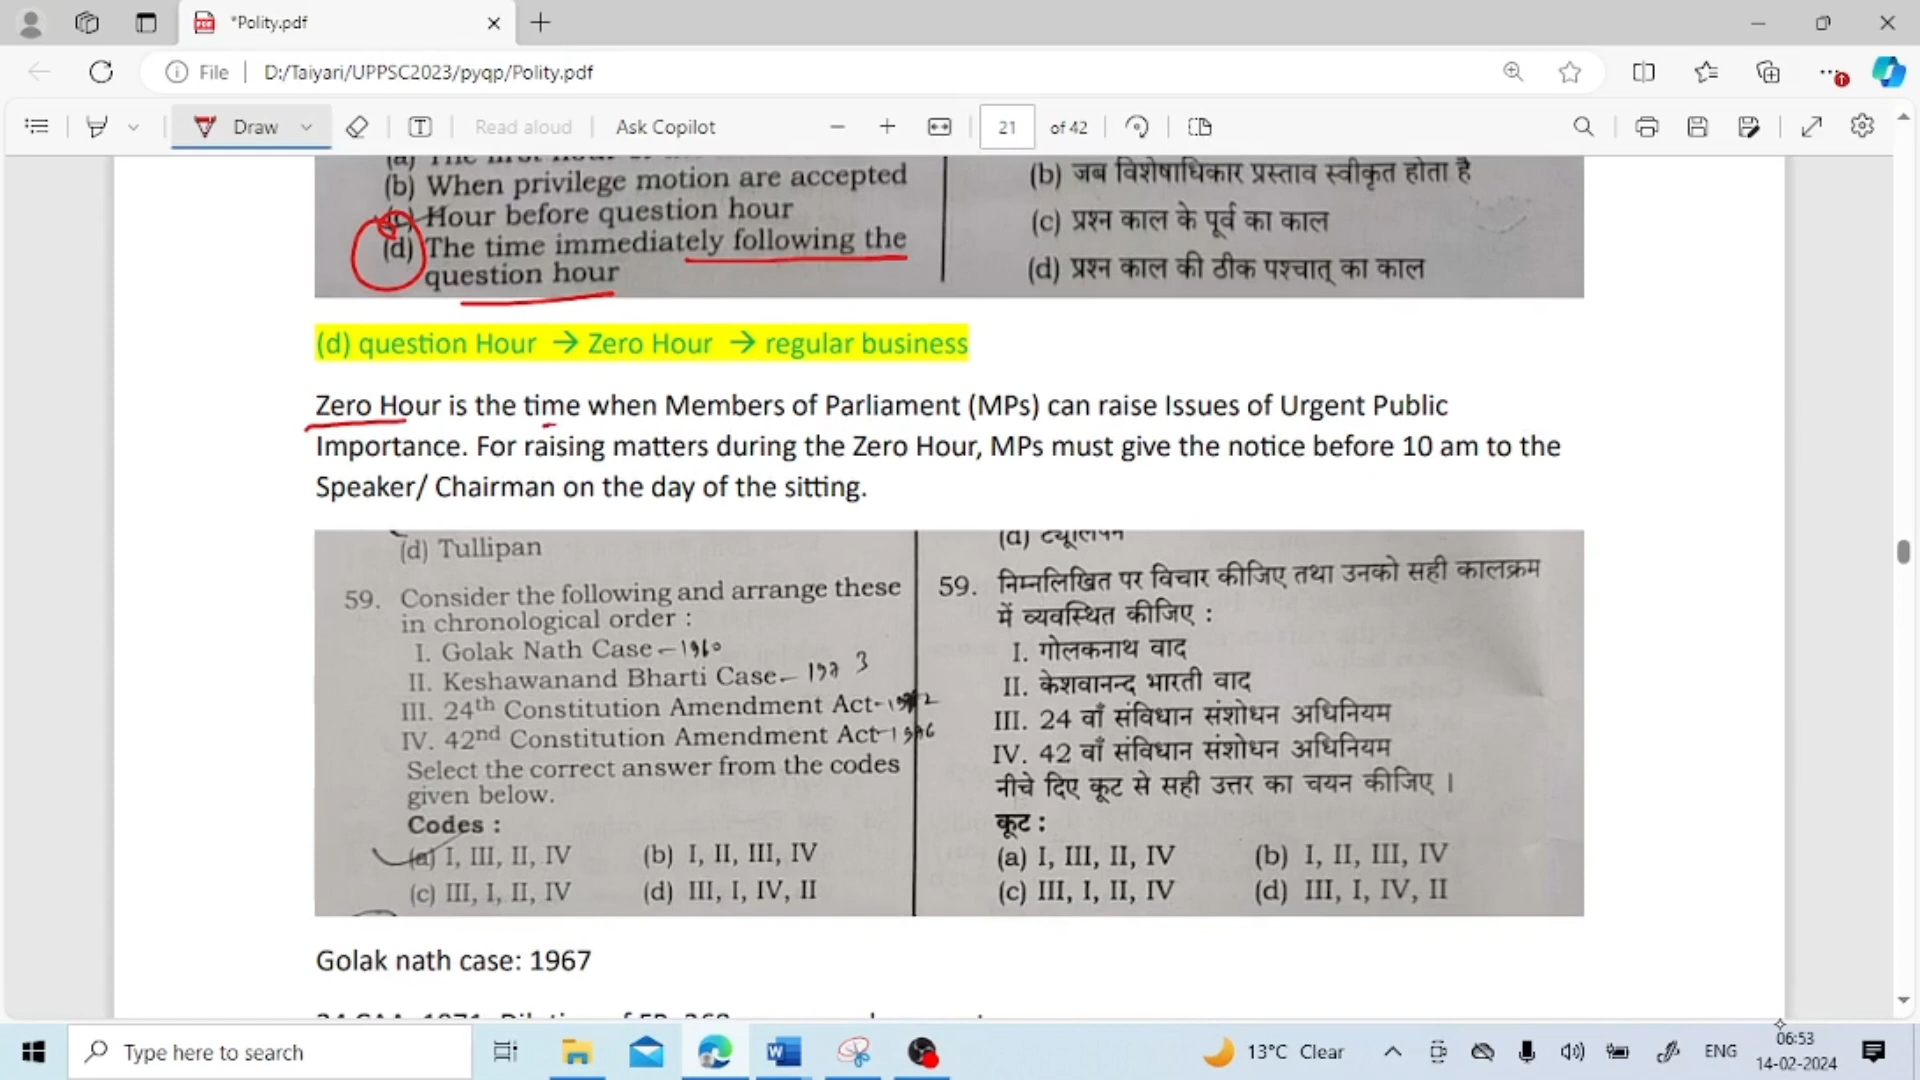 *Polity.pdf
File
D:/Taiyari/UPPSC2023/pyqp/Polity.pdf
Draw
Read aloud
Ask Copilot
21
of 42
(b) When privilege motion are accepted
(c) Hour before question hour
(d) The time immediately following the
question hour
(b) जब विशेषाधिकार प्रस्ताव स्वीकृत होता है
(c) प्रश्न काल के पूर्व का काल
(d) प्रश्न काल की ठीक पश्चात् का काल
(d) question Hour → Zero Hour → regular business
Zero Hour is the time when Members of Parliament (MPs) can raise Issues of Urgent Public
Importance. For raising matters during the Zero Hour, MPs must give the notice before 10 am to the
Speaker/ Chairman on the day of the sitting.
(d) Tullipan
59. Consider the following and arrange these
in chronological order :
I. Golak Nath Case – 1960
II. Keshawanand Bharti Case – 1973
III. 24th Constitution Amendment Act -
IV. 42nd Constitution Amendment Act - 1976
Select the correct answer from the codes
given below.
Codes :
(a) I, III, II, IV (b) I, II, III, IV
(c) III, I, II, IV (d) III, I, IV, II
(d) ट्यूलिपन
59. निम्नलिखित पर विचार कीजिए तथा उनको सही कालक्रम
में व्यवस्थित कीजिए :
I. गोलकनाथ वाद
II. केशवानन्द भारती वाद
III. 24 वाँ संविधान संशोधन अधिनियम
IV. 42 वाँ संविधान संशोधन अधिनियम
नीचे दिए कूट से सही उत्तर का चयन कीजिए ।
कूट :
(a) I, III, II, IV (b) I, II, III, IV
(c) III, I, II, IV (d) III, I, IV, II
Golak nath case: 1967
Type here to search
13°C Clear
ENG
06:53
14-02-2024